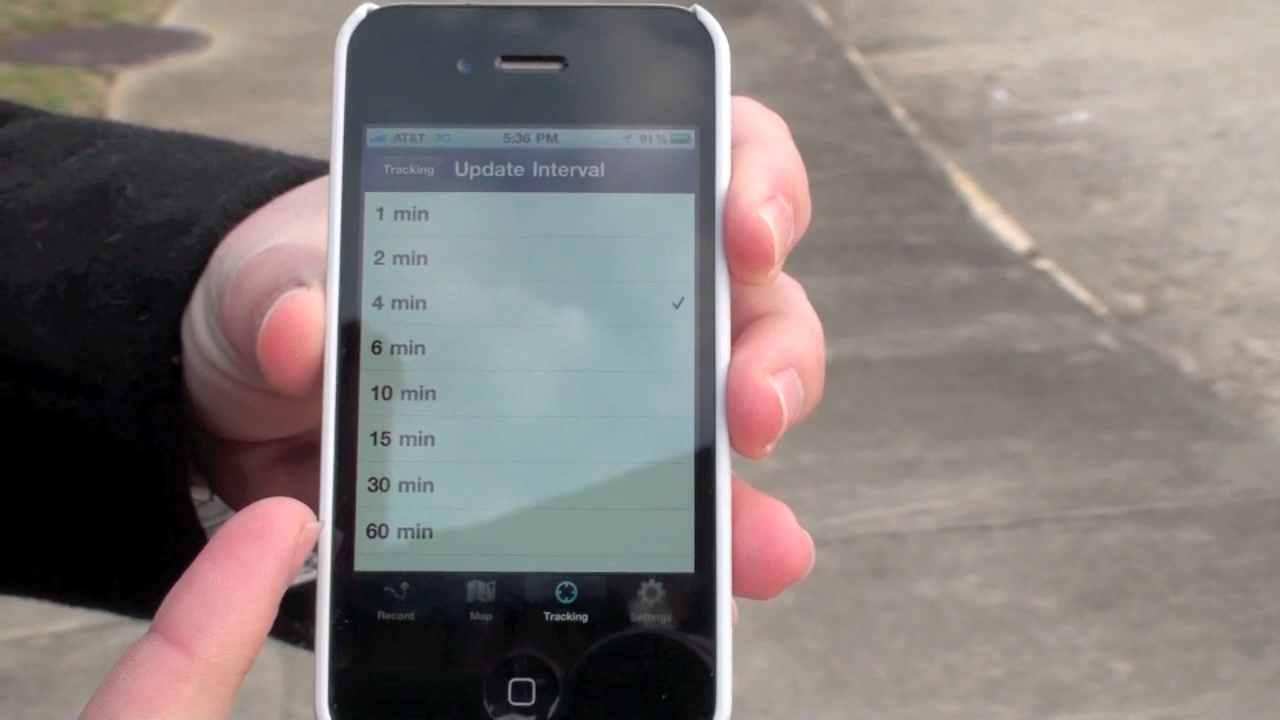 AT&T 3G 5:36 PM 91%
Tracking Update Interval
1 min
2 min
4 min
6 min
10 min
15 min
30 min
60 min
Record Map Tracking Settings